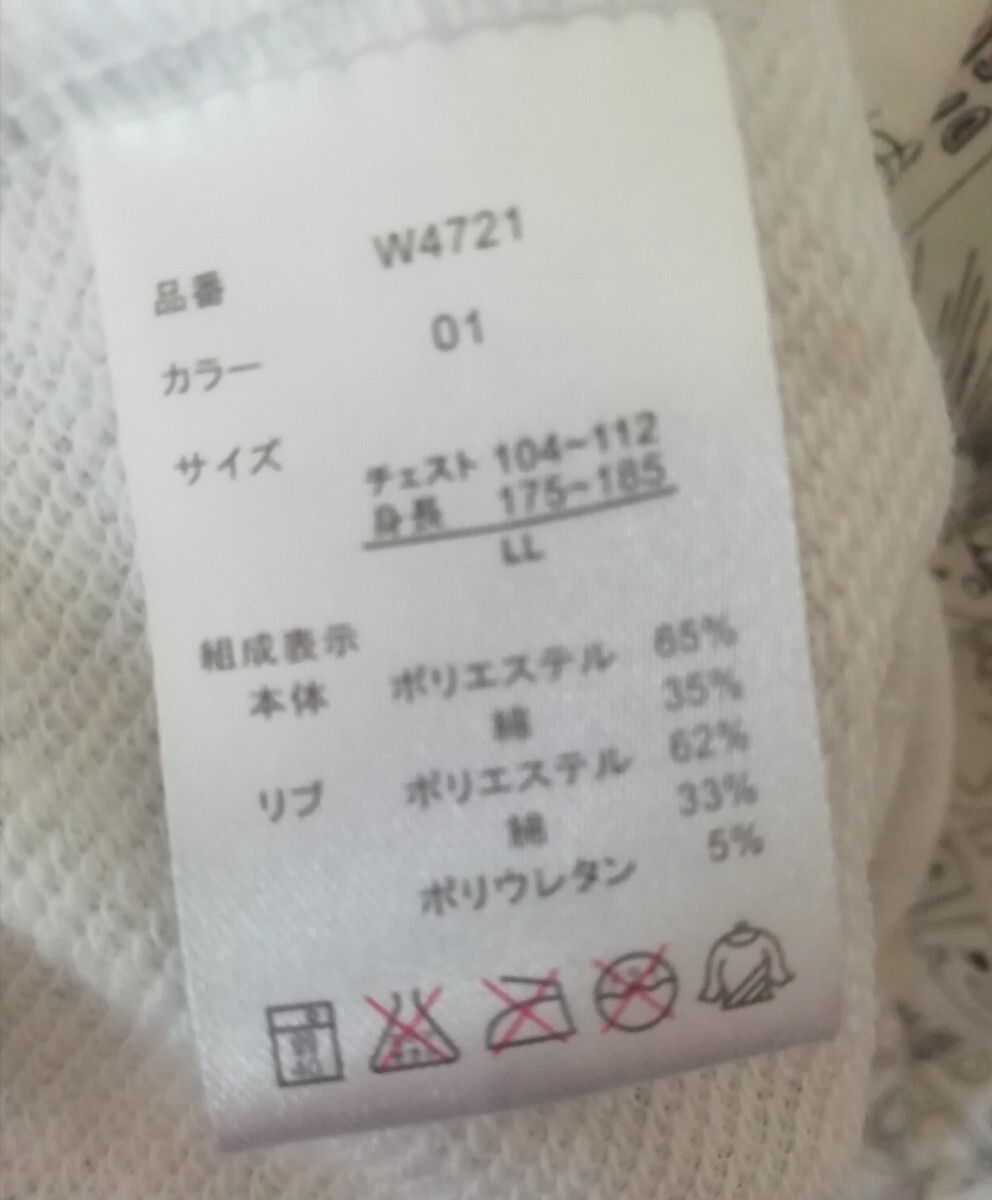 品番 W4721
カラー 01
サイズ チェスト 104~112
身長 175~185
LL
組成表示
本体 ポリエステル 65%
綿 35%
リブ ポリエステル 62%
綿 33%
ポリウレタン 5%